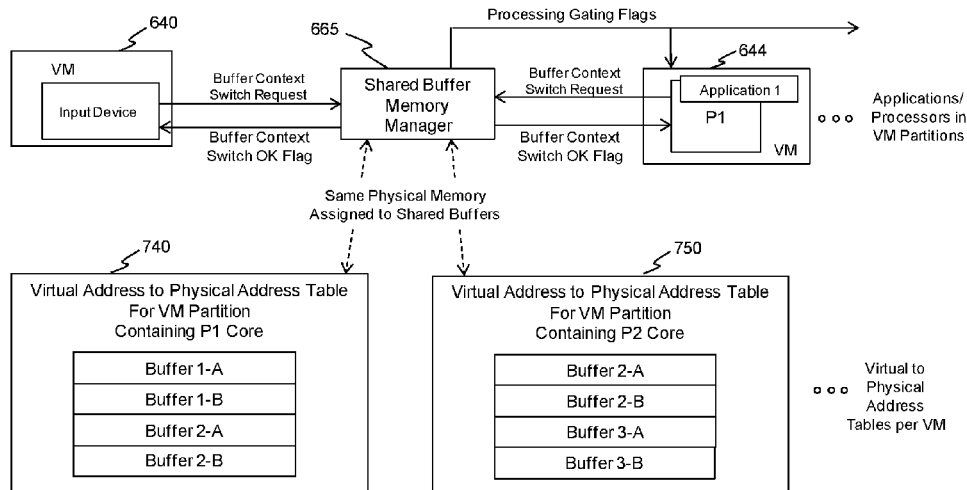 Processing Gating Flags
640
665
644
VM
Input Device
Buffer Context
Switch Request
Buffer Context
Switch OK Flag
Shared Buffer
Memory
Manager
Buffer Context
Switch Request
Buffer Context
Switch OK Flag
Application 1
P1
VM
Applications/
Processors in
VM Partitions
Same Physical Memory
Assigned to Shared Buffers
740
750
Virtual Address to Physical Address Table
For VM Partition
Containing P1 Core
Buffer 1-A
Buffer 1-B
Buffer 2-A
Buffer 2-B
Virtual Address to Physical Address Table
For VM Partition
Containing P2 Core
Buffer 2-A
Buffer 2-B
Buffer 3-A
Buffer 3-B
Virtual to
Physical
Address
Tables per VM